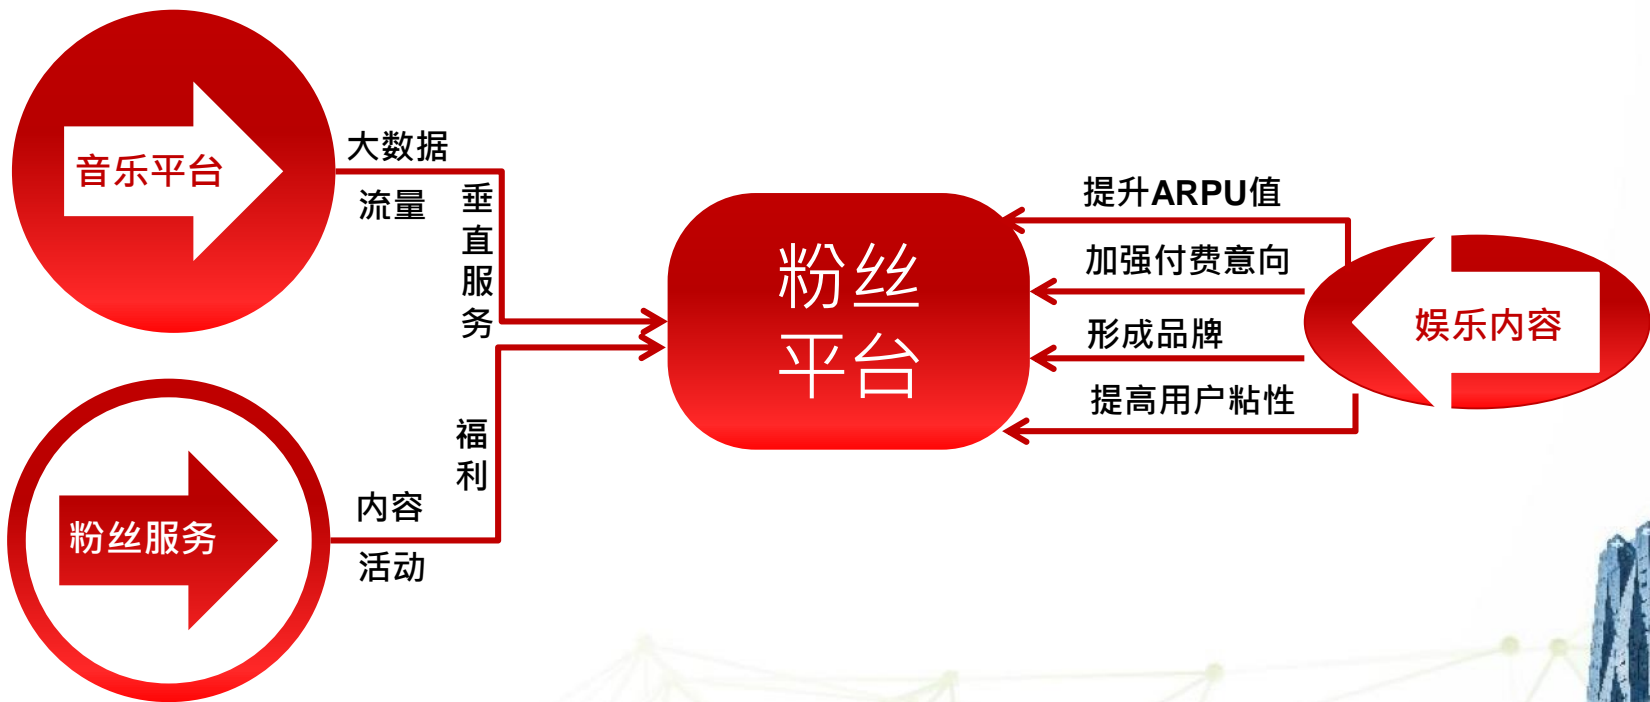 音乐平台
大数据
流量
垂直服务
粉丝服务
内容
活动
福利
粉丝
平台
提升ARPU值
加强付费意向
形成品牌
提高用户粘性
娱乐内容